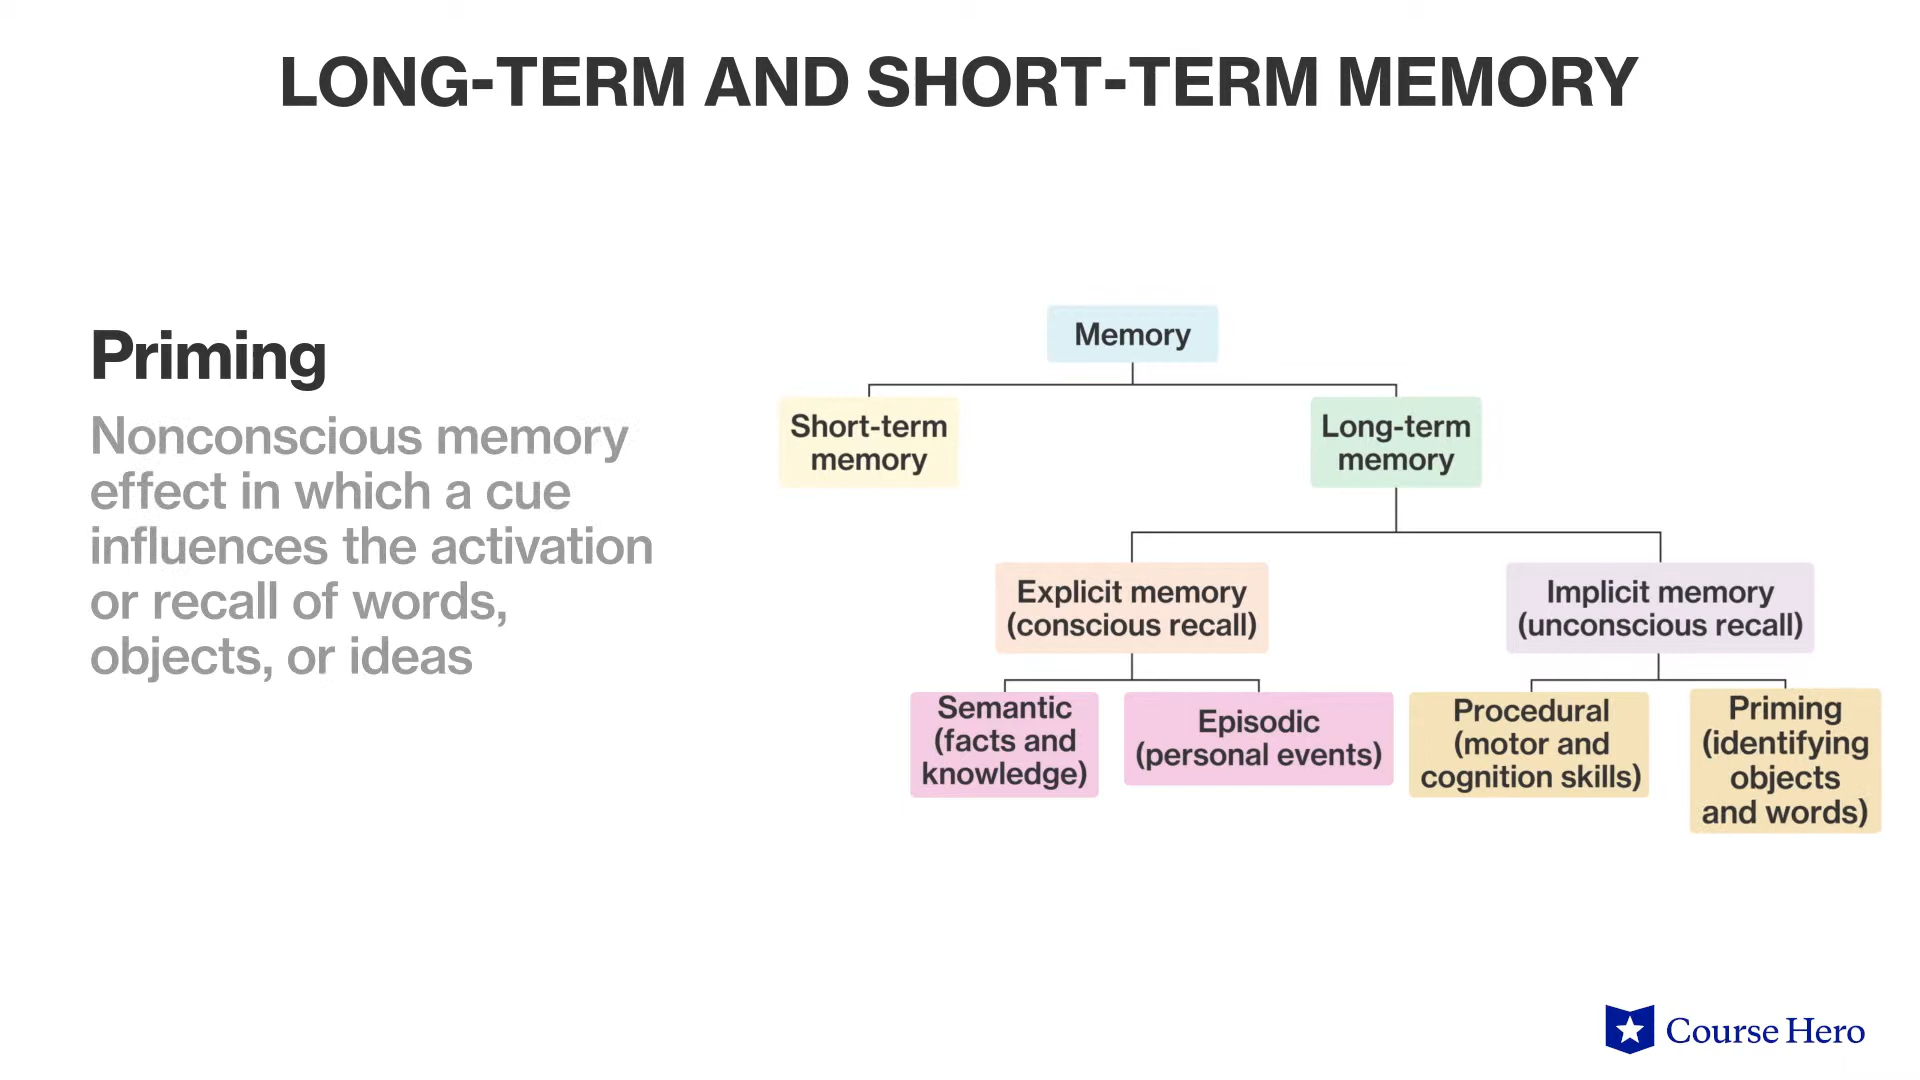 LONG-TERM AND SHORT-TERM MEMORY
Priming
Nonconscious memory
effect in which a cue
influences the activation
or recall of words,
objects, or ideas
Memory
Short-term
memory
Long-term
memory
Explicit memory
(conscious recall)
Implicit memory
(unconscious recall)
Semantic
(facts and
knowledge)
Episodic
(personal events)
Procedural
(motor and
cognition skills)
Priming
(identifying
objects
and words)
Course Hero